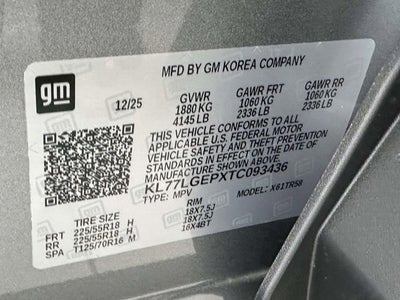 gm
MFD BY GM KOREA COMPANY
12/25 GVWR GAWR FRT GAWR RR
1880 KG 1060 KG 1060 KG
4145 LB 2336 LB 2336 LB
THIS VEHICLE CONFORMS TO ALL
APPLICABLE U.S. FEDERAL MOTOR
VEHICLE SAFETY STANDARDS IN
EFFECT ON THE DATE OF
MANUFACTURE SHOWN ABOVE.
KL77LGEPXTC093436
TYPE: MPV MODEL: X61TR58
TIRE SIZE RIM
FRT 225/55R18 H 18X7.5J
RR 225/55R18 H 18X7.5J
SPA T125/70R16 M 16X4BT